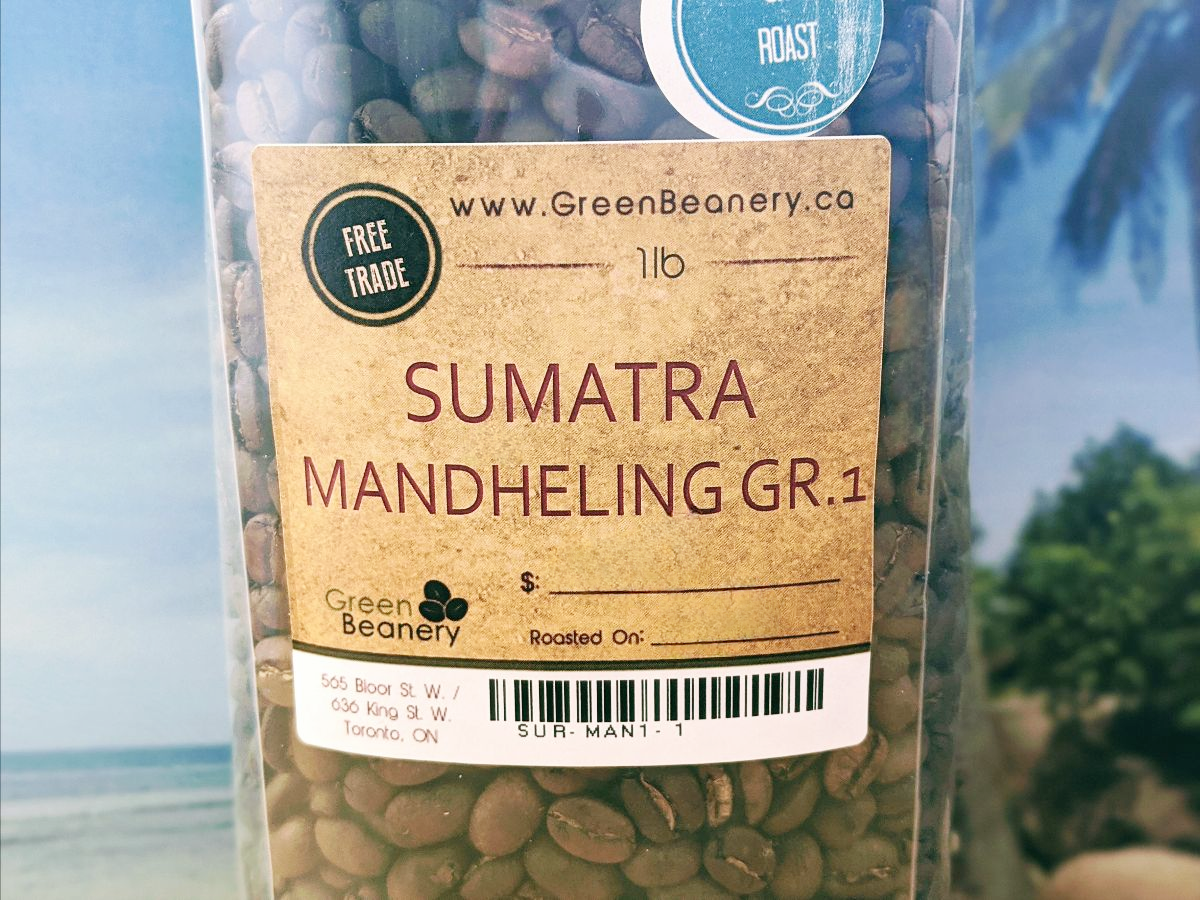 ROAST
www.GreenBeanery.ca
FREE
TRADE
1lb
SUMATRA
MANDHELING GR.1
$:
Green
Beanery
Roasted On:
565 Bloor St. W. /
636 King St. W.
Toronto, ON
SUR- MAN1- 1